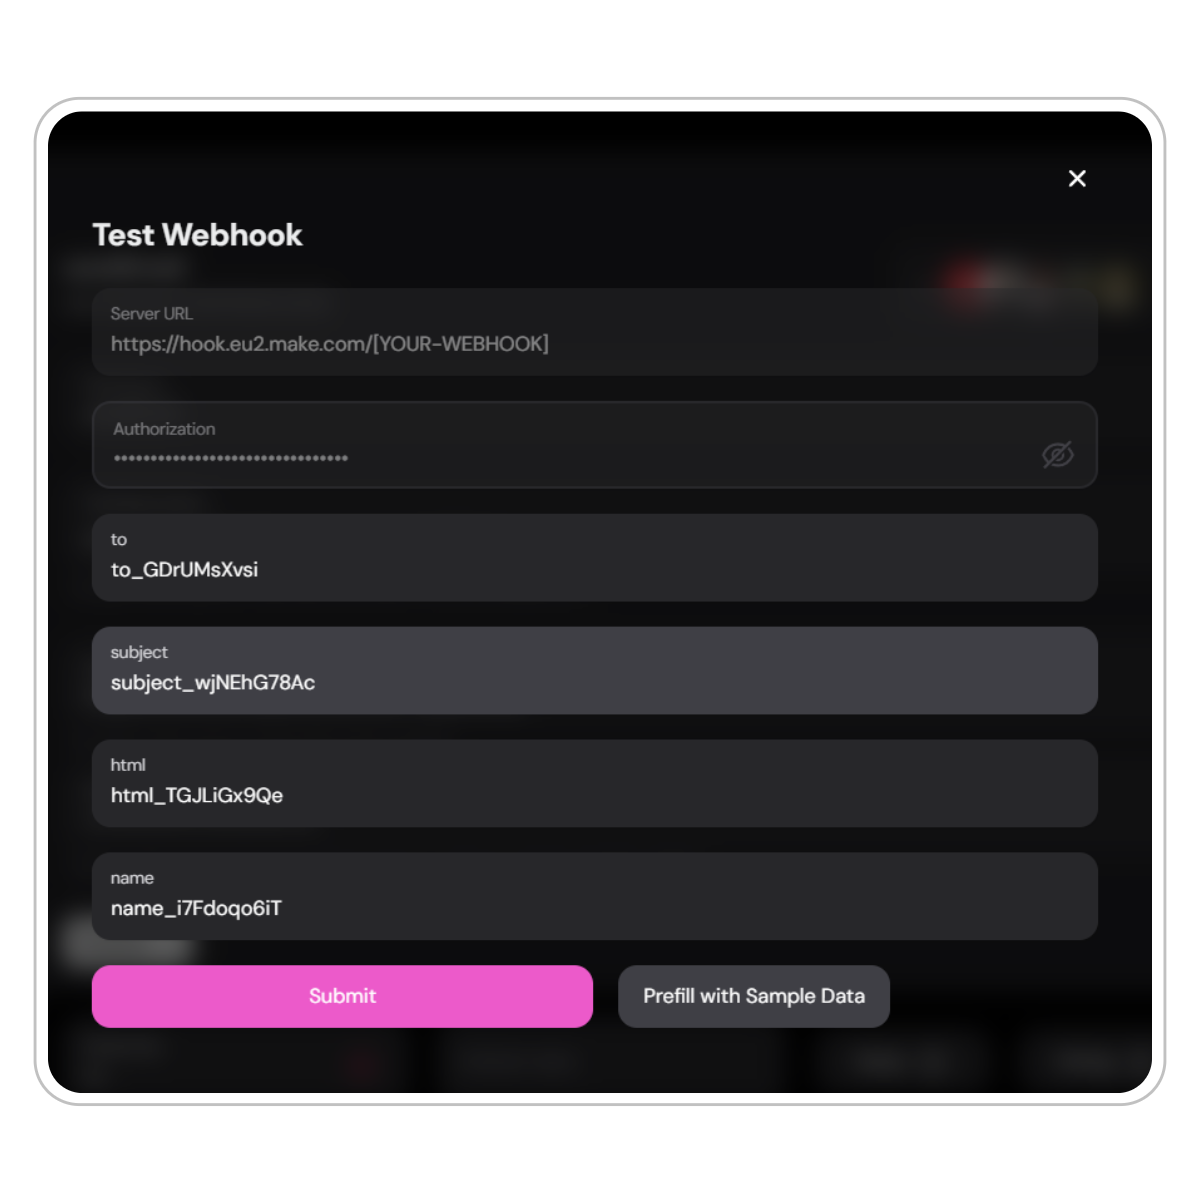 Test Webhook
Server URL
https://hook.eu2.make.com/[YOUR-WEBHOOK]
Authorization
••••••••••••••••••••••••••••••••
to
to_GDrUMsXvsi
subject
subject_wjNEhG78Ac
html
html_TGJLiGx9Qe
name
name_i7Fdoqo6iT
Submit
Prefill with Sample Data